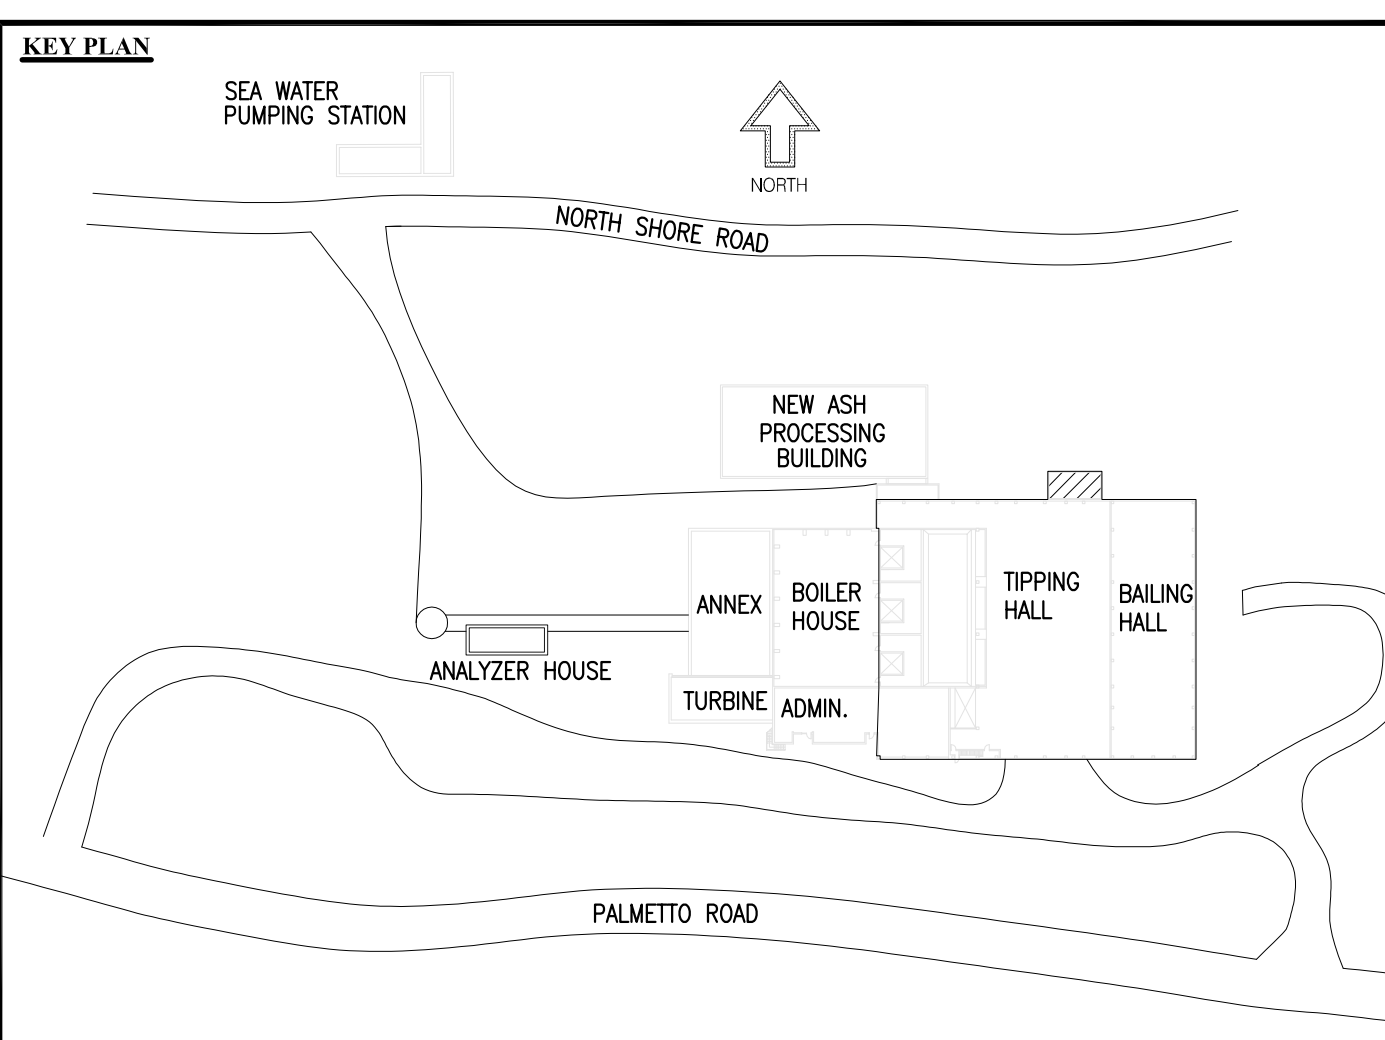 KEY PLAN
SEA WATER
PUMPING STATION
NORTH
NORTH SHORE ROAD
NEW ASH
PROCESSING
BUILDING
ANNEX
BOILER
HOUSE
TIPPING
HALL
BAILING
HALL
ANALYZER HOUSE
TURBINE
ADMIN.
PALMETTO ROAD